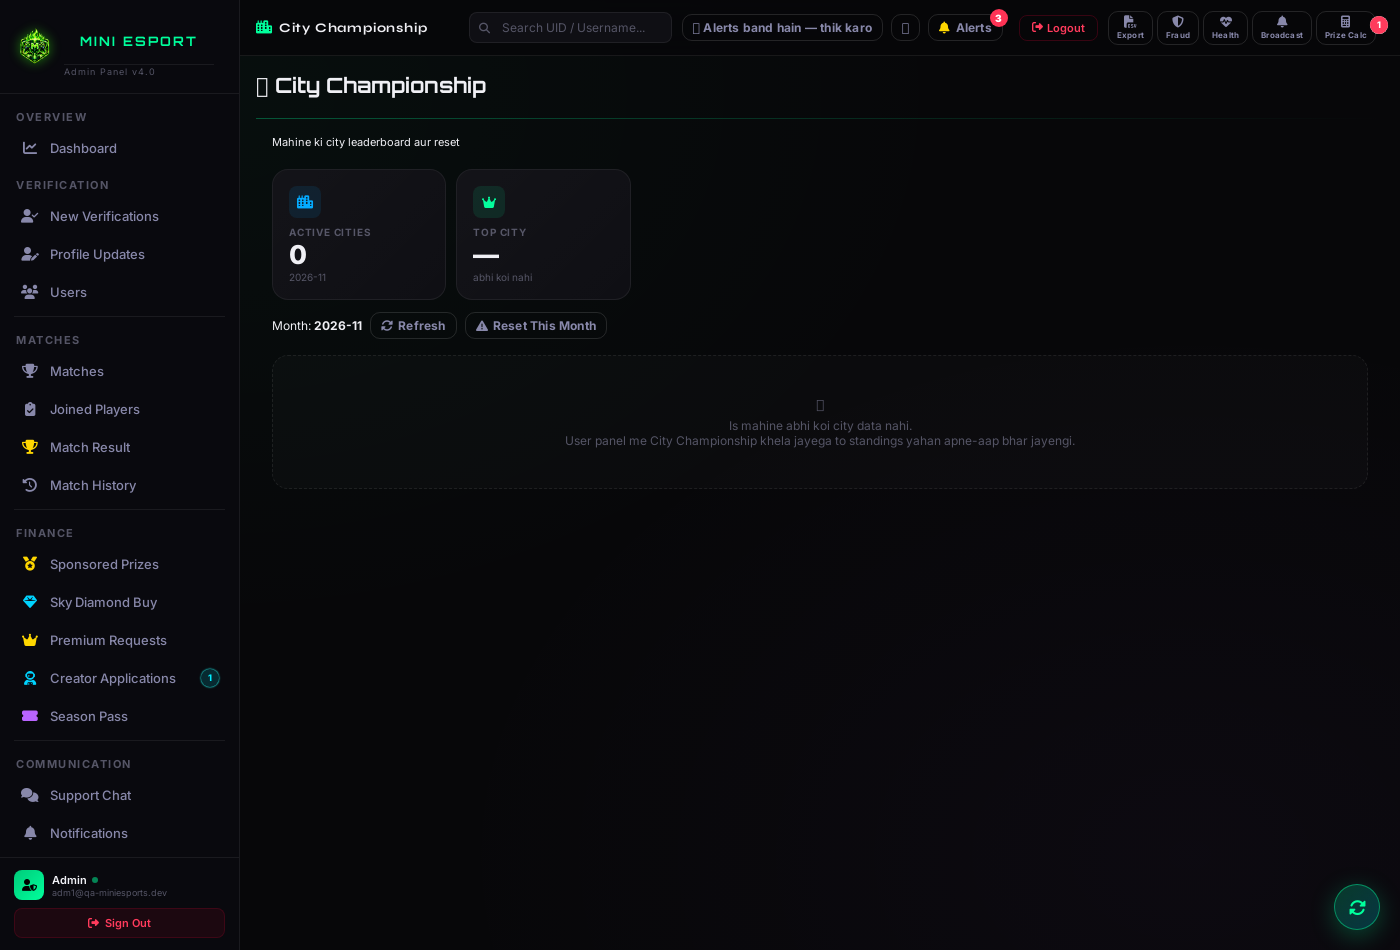 MINI ESPORT
Admin Panel v4.0
OVERVIEW
Dashboard
VERIFICATION
New Verifications
Profile Updates
Users
MATCHES
Matches
Joined Players
Match Result
Match History
FINANCE
Sponsored Prizes
Sky Diamond Buy
Premium Requests
Creator Applications 1
Season Pass
COMMUNICATION
Support Chat
Notifications
Admin
adm1@qa-miniesports.dev
Sign Out
City Championship
Search UID / Username...
Alerts band hain — thik karo
Alerts 3
Logout
Export
Fraud
Health
Broadcast
Prize Calc 1
City Championship
Mahine ki city leaderboard aur reset
ACTIVE CITIES
0
2026-11
TOP CITY
—
abhi koi nahi
Month: 2026-11 Refresh Reset This Month
Is mahine abhi koi city data nahi.
User panel me City Championship khela jayega to standings yahan apne-aap bhar jayengi.